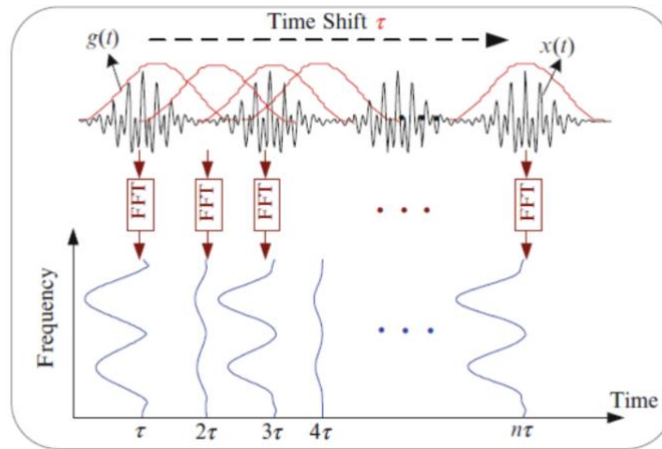 Time Shift τ
g(t)
x(t)
FFT FFT FFT FFT
Frequency
Time
τ 2τ 3τ 4τ nτ